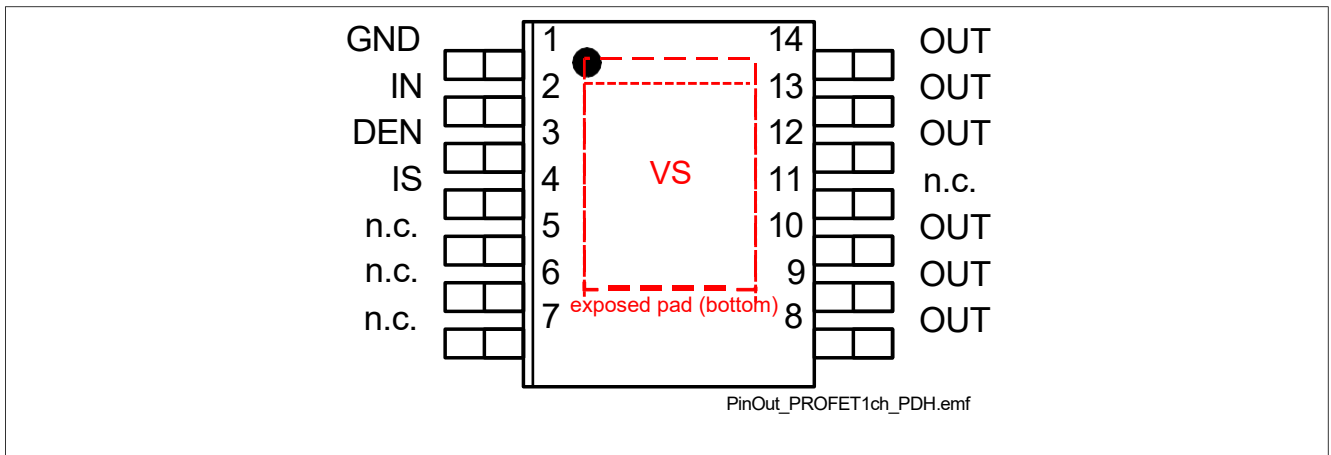 GND 1 14 OUT
IN 2 13 OUT
DEN 3 12 OUT
IS 4 VS 11 n.c.
n.c. 5 10 OUT
n.c. 6 9 OUT
exposed pad (bottom)
n.c. 7 8 OUT
PinOut_PROFET1ch_PDH.emf